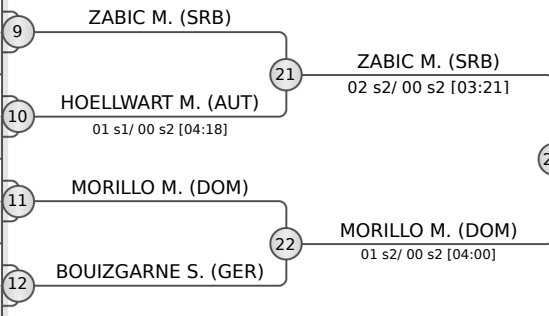 ZABIC M. (SRB)
9
21
ZABIC M. (SRB)
02 s2/ 00 s2 [03:21]
HOELLWART M. (AUT)
10
01 s1/ 00 s2 [04:18]
MORILLO M. (DOM)
11
22
MORILLO M. (DOM)
01 s2/ 00 s2 [04:00]
BOUIZGARNE S. (GER)
12